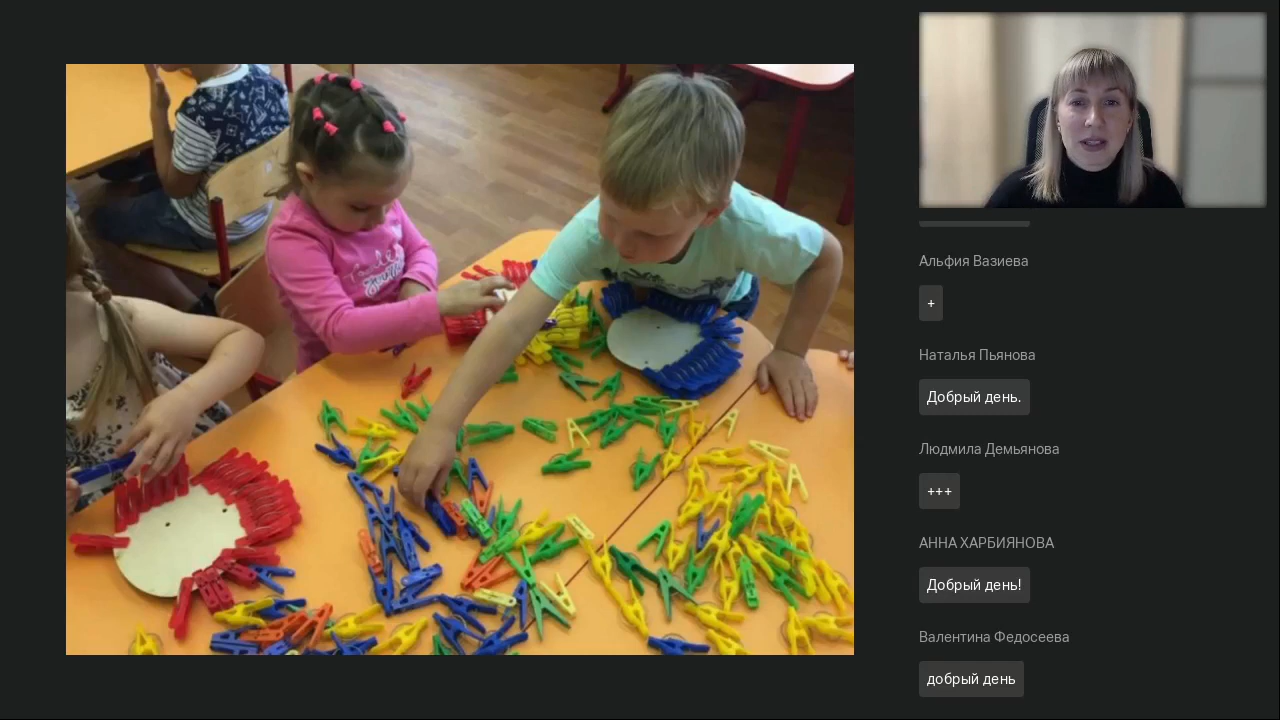 Альфия Вазиева
+
Наталья Пьянова
Добрый день.
Людмила Демьянова
+++
АННА ХАРБИЯНОВА
Добрый день!
Валентина Федосеева
добрый день